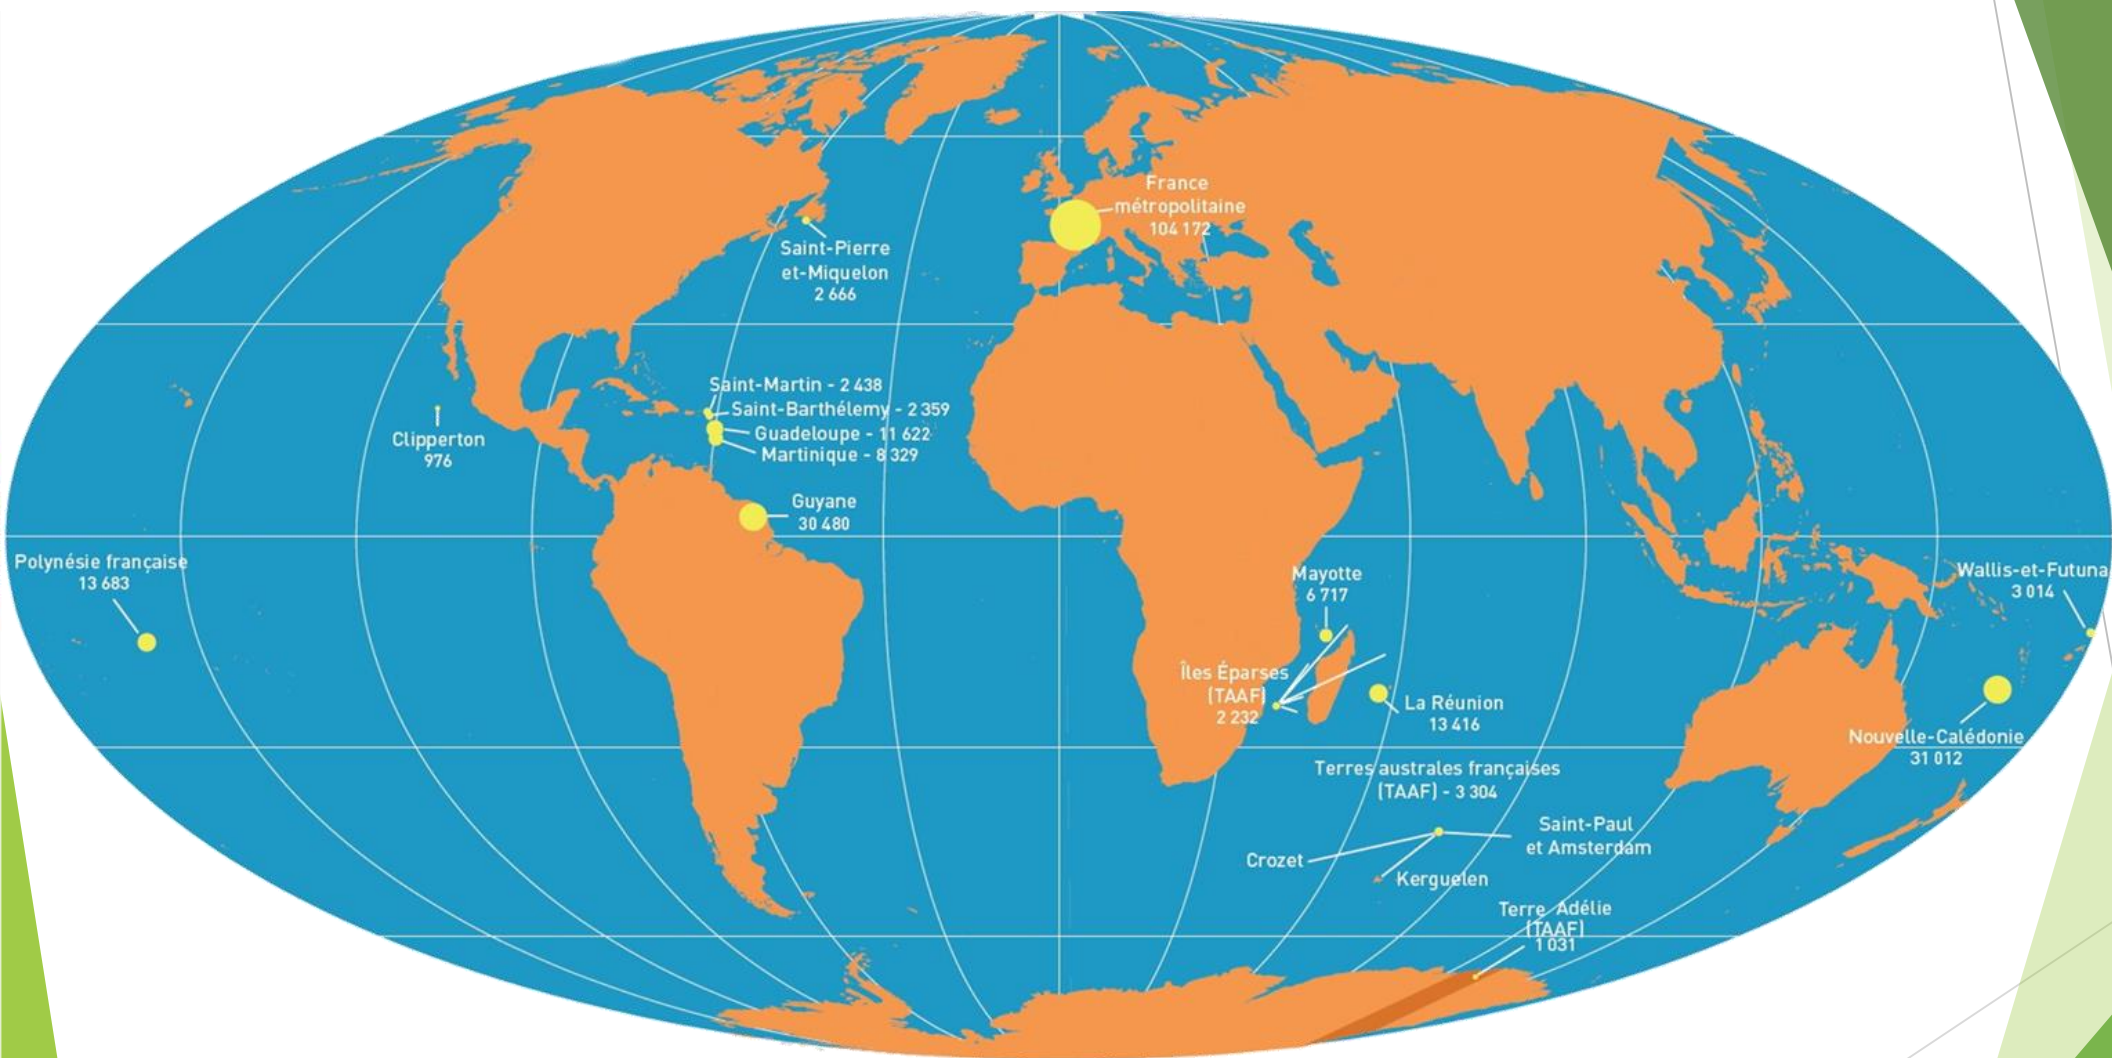 France
métropolitaine
104 172
Saint-Pierre
et-Miquelon
2 666
Saint-Martin - 2 438
Saint-Barthélemy - 2 359
Guadeloupe - 11 622
Martinique - 8 329
Clipperton
976
Guyane
30 480
Polynésie française
13 683
Mayotte
6 717
Wallis-et-Futuna
3 014
Îles Éparses
(TAAF)
2 232
La Réunion
13 416
Nouvelle-Calédonie
31 012
Terres australes françaises
(TAAF) - 3 304
Saint-Paul
et Amsterdam
Crozet
Kerguelen
Terre Adélie
(TAAF)
1 031